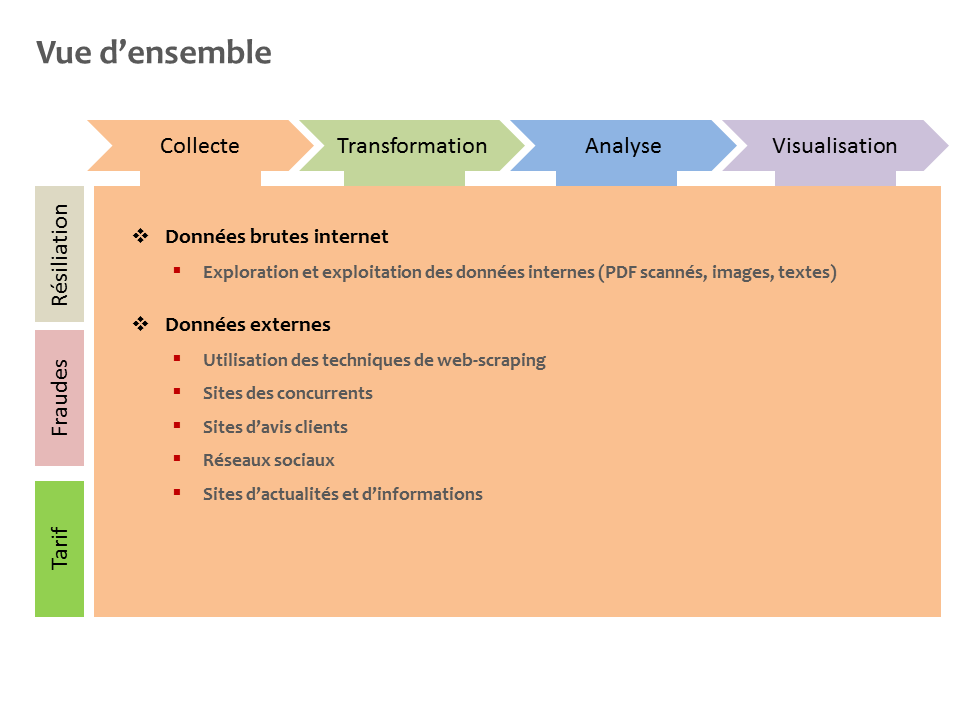 Vue d’ensemble
Collecte
Transformation
Analyse
Visualisation
Résiliation
Fraudes
Tarif
Données brutes internet
Exploration et exploitation des données internes (PDF scannés, images, textes)
Données externes
Utilisation des techniques de web-scraping
Sites des concurrents
Sites d’avis clients
Réseaux sociaux
Sites d’actualités et d’informations